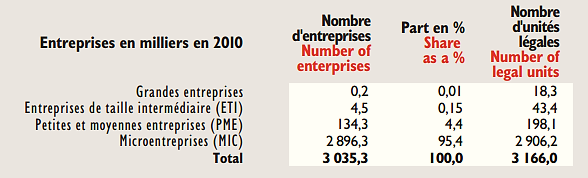 Entreprises en milliers en 2010 Nombre d'entreprises Number of enterprises Part en % Share as a % Nombre d'unités légales Number of legal units
Grandes entreprises 0,2 0,01 18,3
Entreprises de taille intermédiaire (ETI) 4,5 0,15 43,4
Petites et moyennes entreprises (PME) 134,3 4,4 198,1
Microentreprises (MIC) 2 896,3 95,4 2 906,2
Total 3 035,3 100,0 3 166,0